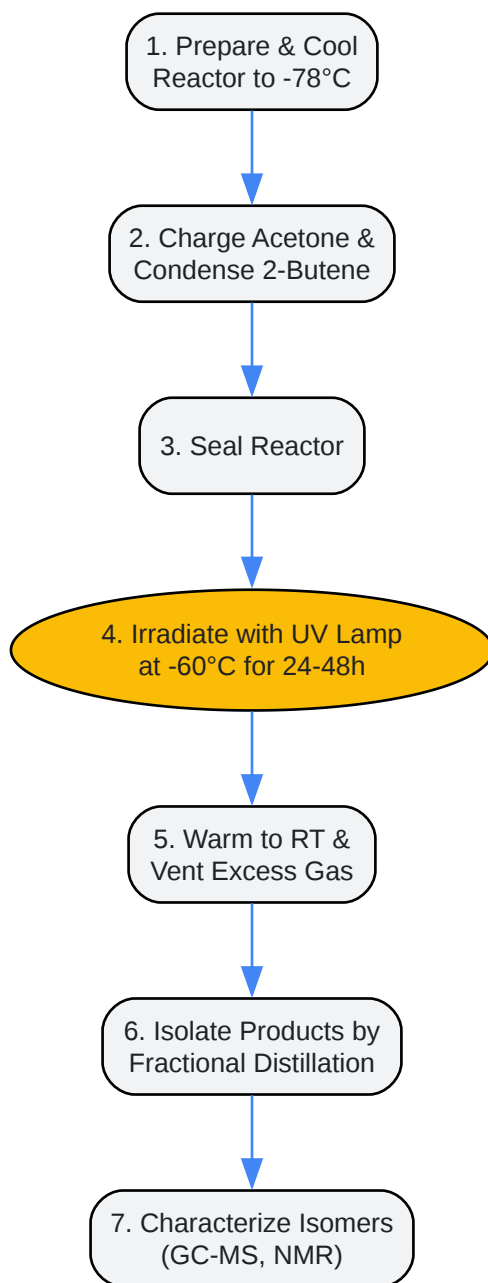 1. Prepare & Cool
Reactor to -78°C
2. Charge Acetone &
Condense 2-Butene
3. Seal Reactor
4. Irradiate with UV Lamp
at -60°C for 24-48h
5. Warm to RT &
Vent Excess Gas
6. Isolate Products by
Fractional Distillation
7. Characterize Isomers
(GC-MS, NMR)